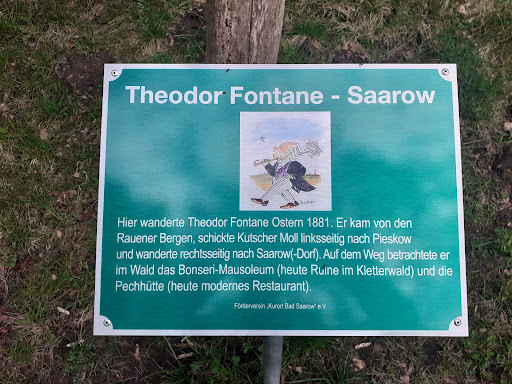 Theodor Fontane - Saarow
Hier wanderte Theodor Fontane Ostern 1881. Er kam von den
Rauener Bergen, schickte Kutscher Moll linksseitig nach Pieskow
und wanderte rechtsseitig nach Saarow(-Dorf). Auf dem Weg betrachtete er
im Wald das Bonseri-Mausoleum (heute Ruine im Kletterwald) und die
Pechhütte (heute modernes Restaurant).
Förderverein „Kurort Bad Saarow" e.V.